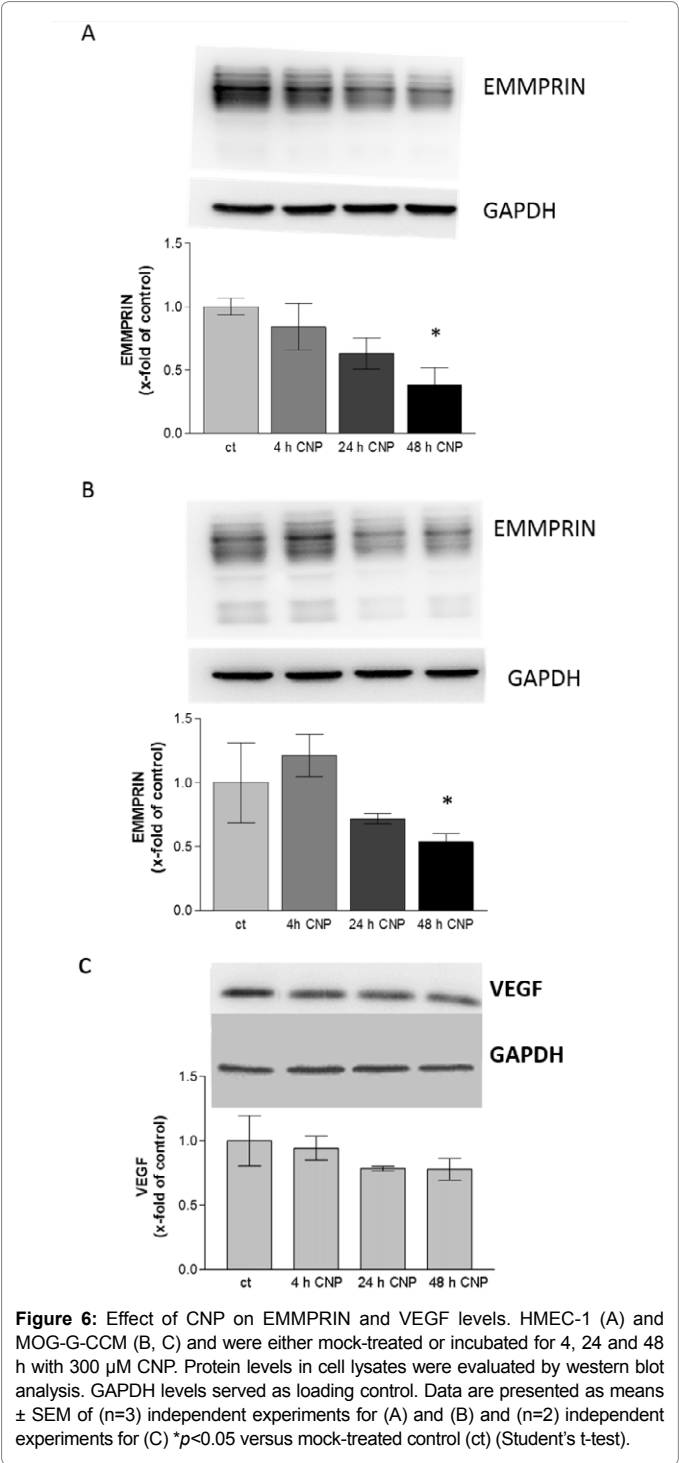 A
EMMPRIN
GAPDH
1.5
1.0
0.5
0.0
EMMPRIN
(x-fold of control)
*
ct 4 h CNP 24 h CNP 48 h CNP
B
EMMPRIN
GAPDH
1.5
1.0
0.5
0.0
EMMPRIN
(x-fold of control)
*
ct 4h CNP 24 h CNP 48 h CNP
C
VEGF
GAPDH
1.5
1.0
0.5
0.0
VEGF
(x-fold of control)
ct 4 h CNP 24 h CNP 48 h CNP
Figure 6: Effect of CNP on EMMPRIN and VEGF levels. HMEC-1 (A) and
MOG-G-CCM (B, C) and were either mock-treated or incubated for 4, 24 and 48
h with 300 µM CNP. Protein levels in cell lysates were evaluated by western blot
analysis. GAPDH levels served as loading control. Data are presented as means
± SEM of (n=3) independent experiments for (A) and (B) and (n=2) independent
experiments for (C) *p<0.05 versus mock-treated control (ct) (Student's t-test).